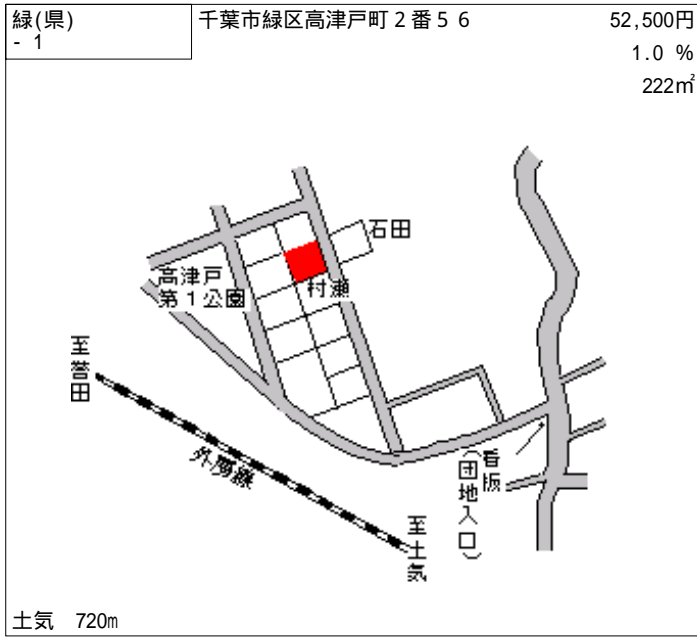 緑(県)
- 1
千葉市緑区高津戸町２番５６
52,500円
1.0 %
222㎡
石田
高津戸
第１公園
村瀬
至誉田
外房線
至土気
看板
(団地入口)
土気 720m